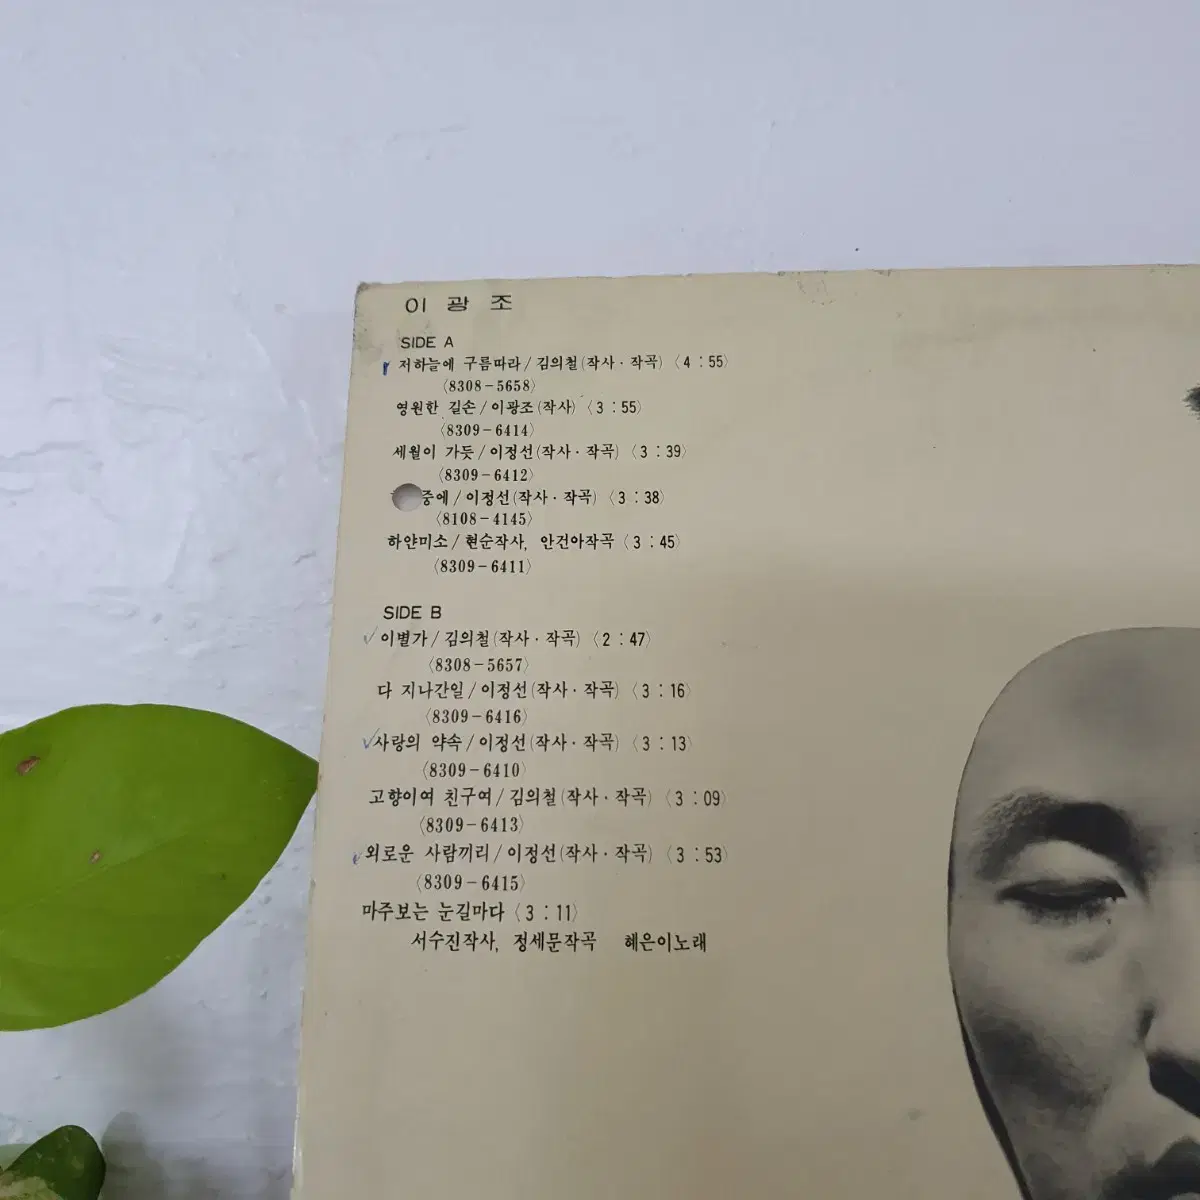 이 광 조
SIDE A
저하늘에 구름따라/김의철(작사·작곡) 〈4:55〉
〈8308-5658〉
영원한 길손/이광조(작사) 〈3:55〉
〈8309-6414〉
세월이 가듯/이정선(작사·작곡) 〈3:39〉
〈8309-6412〉
중에/이정선(작사·작곡) 〈3:38〉
〈8108-4145〉
하얀미소/현순작사, 안건아작곡 〈3:45〉
〈8309-6411〉
SIDE B
이별가/김의철(작사·작곡) 〈2:47〉
〈8308-5657〉
다 지나간일/이정선(작사·작곡) 〈3:16〉
〈8309-6416〉
사랑의 약속/이정선(작사·작곡) 〈3:13〉
〈8309-6410〉
고향이여 친구여/김의철(작사·작곡) 〈3:09〉
〈8309-6413〉
외로운 사람끼리/이정선(작사·작곡) 〈3:53〉
〈8309-6415〉
마주보는 눈길마다 〈3:11〉
서수진작사, 정세문작곡 혜은이노래